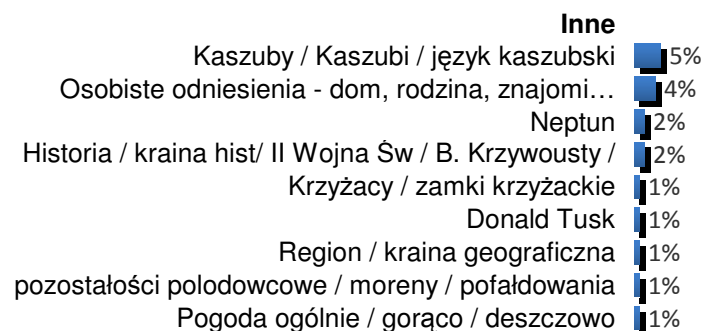 Inne
Kaszuby / Kaszubi / język kaszubski 5%
Osobiste odniesienia - dom, rodzina, znajomi… 4%
Neptun 2%
Historia / kraina hist/ II Wojna Św / B. Krzywousty / 2%
Krzyżacy / zamki krzyżackie 1%
Donald Tusk 1%
Region / kraina geograficzna 1%
pozostałości polodowcowe / moreny / pofałdowania 1%
Pogoda ogólnie / gorąco / deszczowo 1%